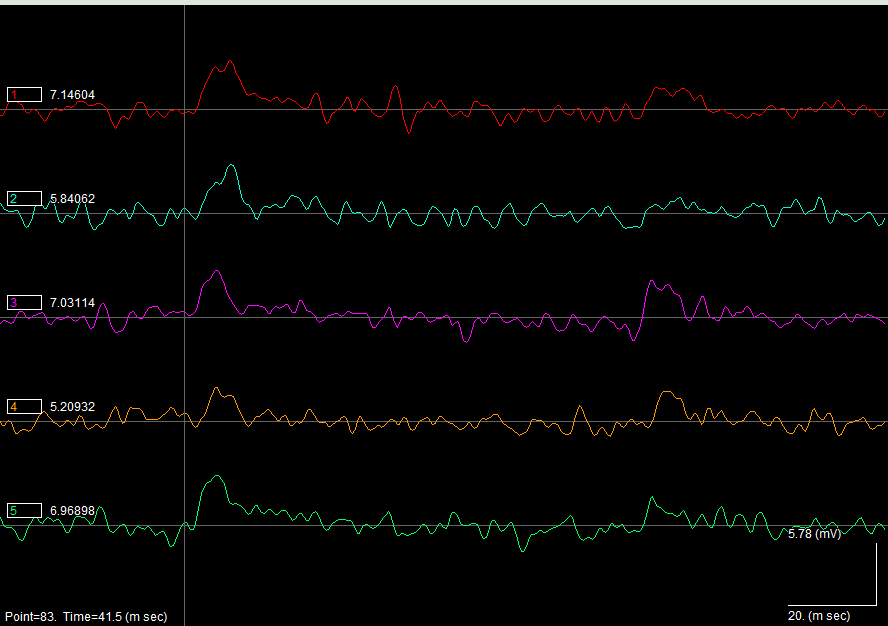 1 7.14604
2 5.84062
3 7.03114
4 5.20932
5 6.96898
5.78 (mV)
Point=83. Time=41.5 (m sec)
20. (m sec)